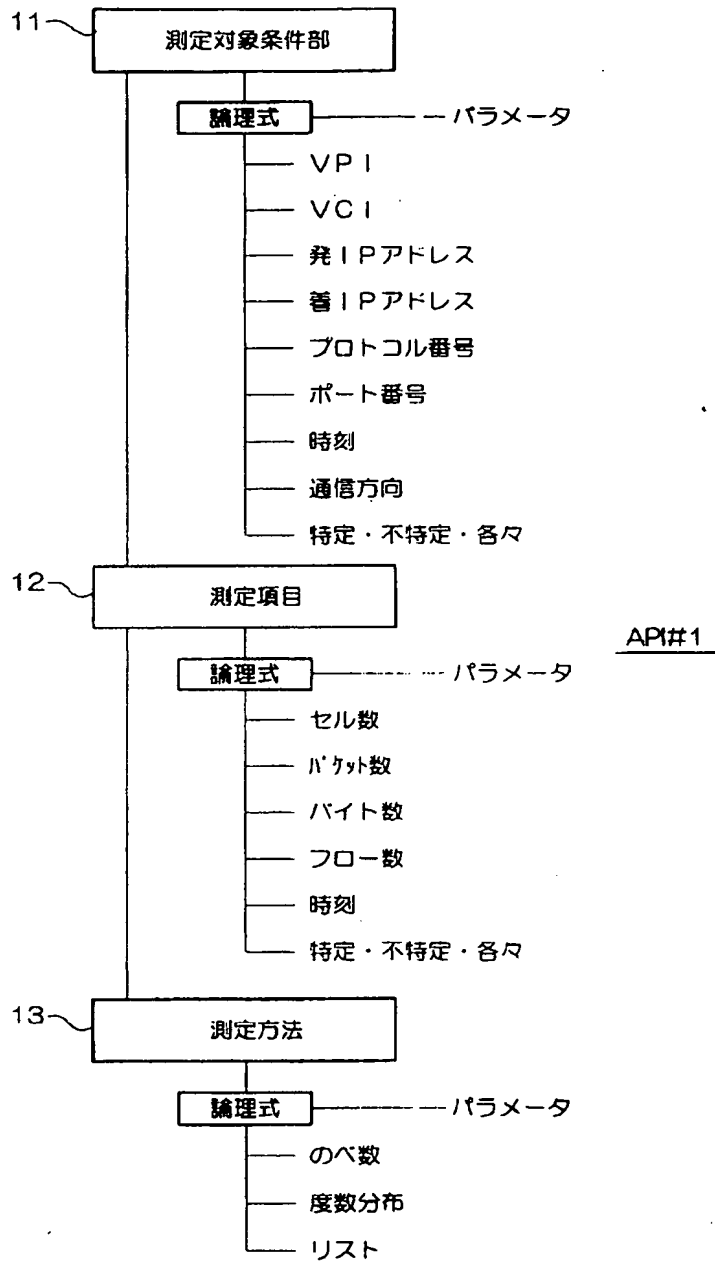 11
測定対象条件部
論理式
パラメータ
VPI
VCI
発IPアドレス
着IPアドレス
プロトコル番号
ポート番号
時刻
通信方向
特定・不特定・各々
12
測定項目
API#1
論理式
パラメータ
セル数
パケット数
バイト数
フロー数
時刻
特定・不特定・各々
13
測定方法
論理式
パラメータ
のべ数
度数分布
リスト